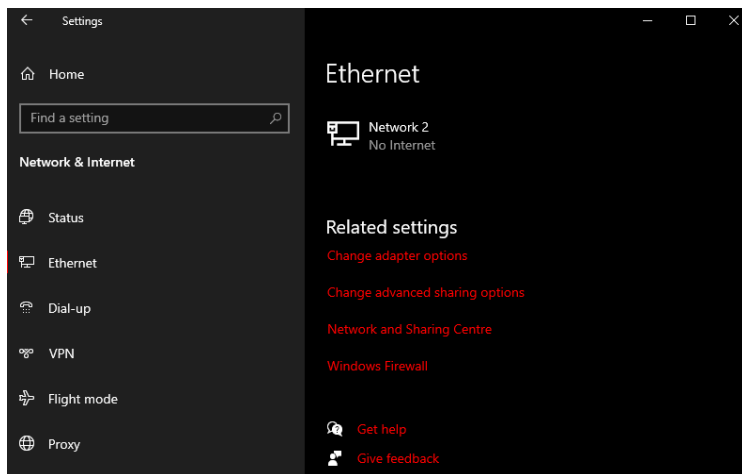 Settings
Home
Find a setting
Network & Internet
Status
Ethernet
Dial-up
VPN
Flight mode
Proxy
Ethernet
Network 2
No Internet
Related settings
Change adapter options
Change advanced sharing options
Network and Sharing Centre
Windows Firewall
Get help
Give feedback